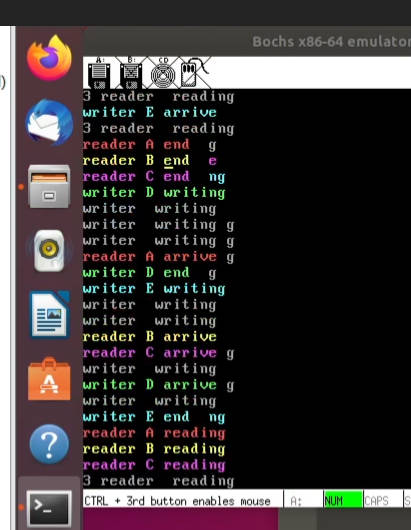 )
Bochs x86-64 emulator
A:
B:
CD
3 reader reading
writer E arrive
3 reader reading
reader A end g
reader B end e
reader C end ng
writer D writing
writer writing
writer writing g
writer writing g
reader A arrive g
writer D end g
writer E writing
writer writing
writer writing
reader B arrive
reader C arrive g
writer writing
writer D arrive g
writer writing
writer E end ng
reader A reading
reader B reading
reader C reading
3 reader reading
CTRL + 3rd button enables mouse A: NUM CAPS S